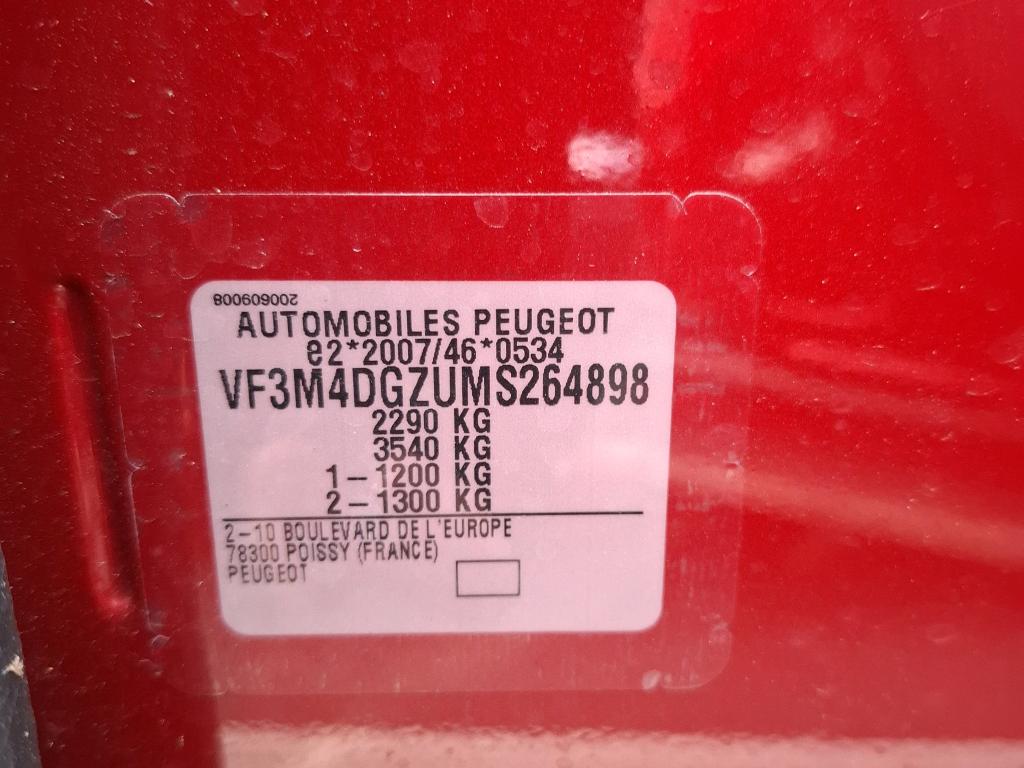 2006090008
AUTOMOBILES PEUGEOT
e2*2007/46*0534
VF3M4DGZUMS264898
2290 KG
3540 KG
1-1200 KG
2-1300 KG
2-10 BOULEVARD DE L'EUROPE
78300 POISSY (FRANCE)
PEUGEOT